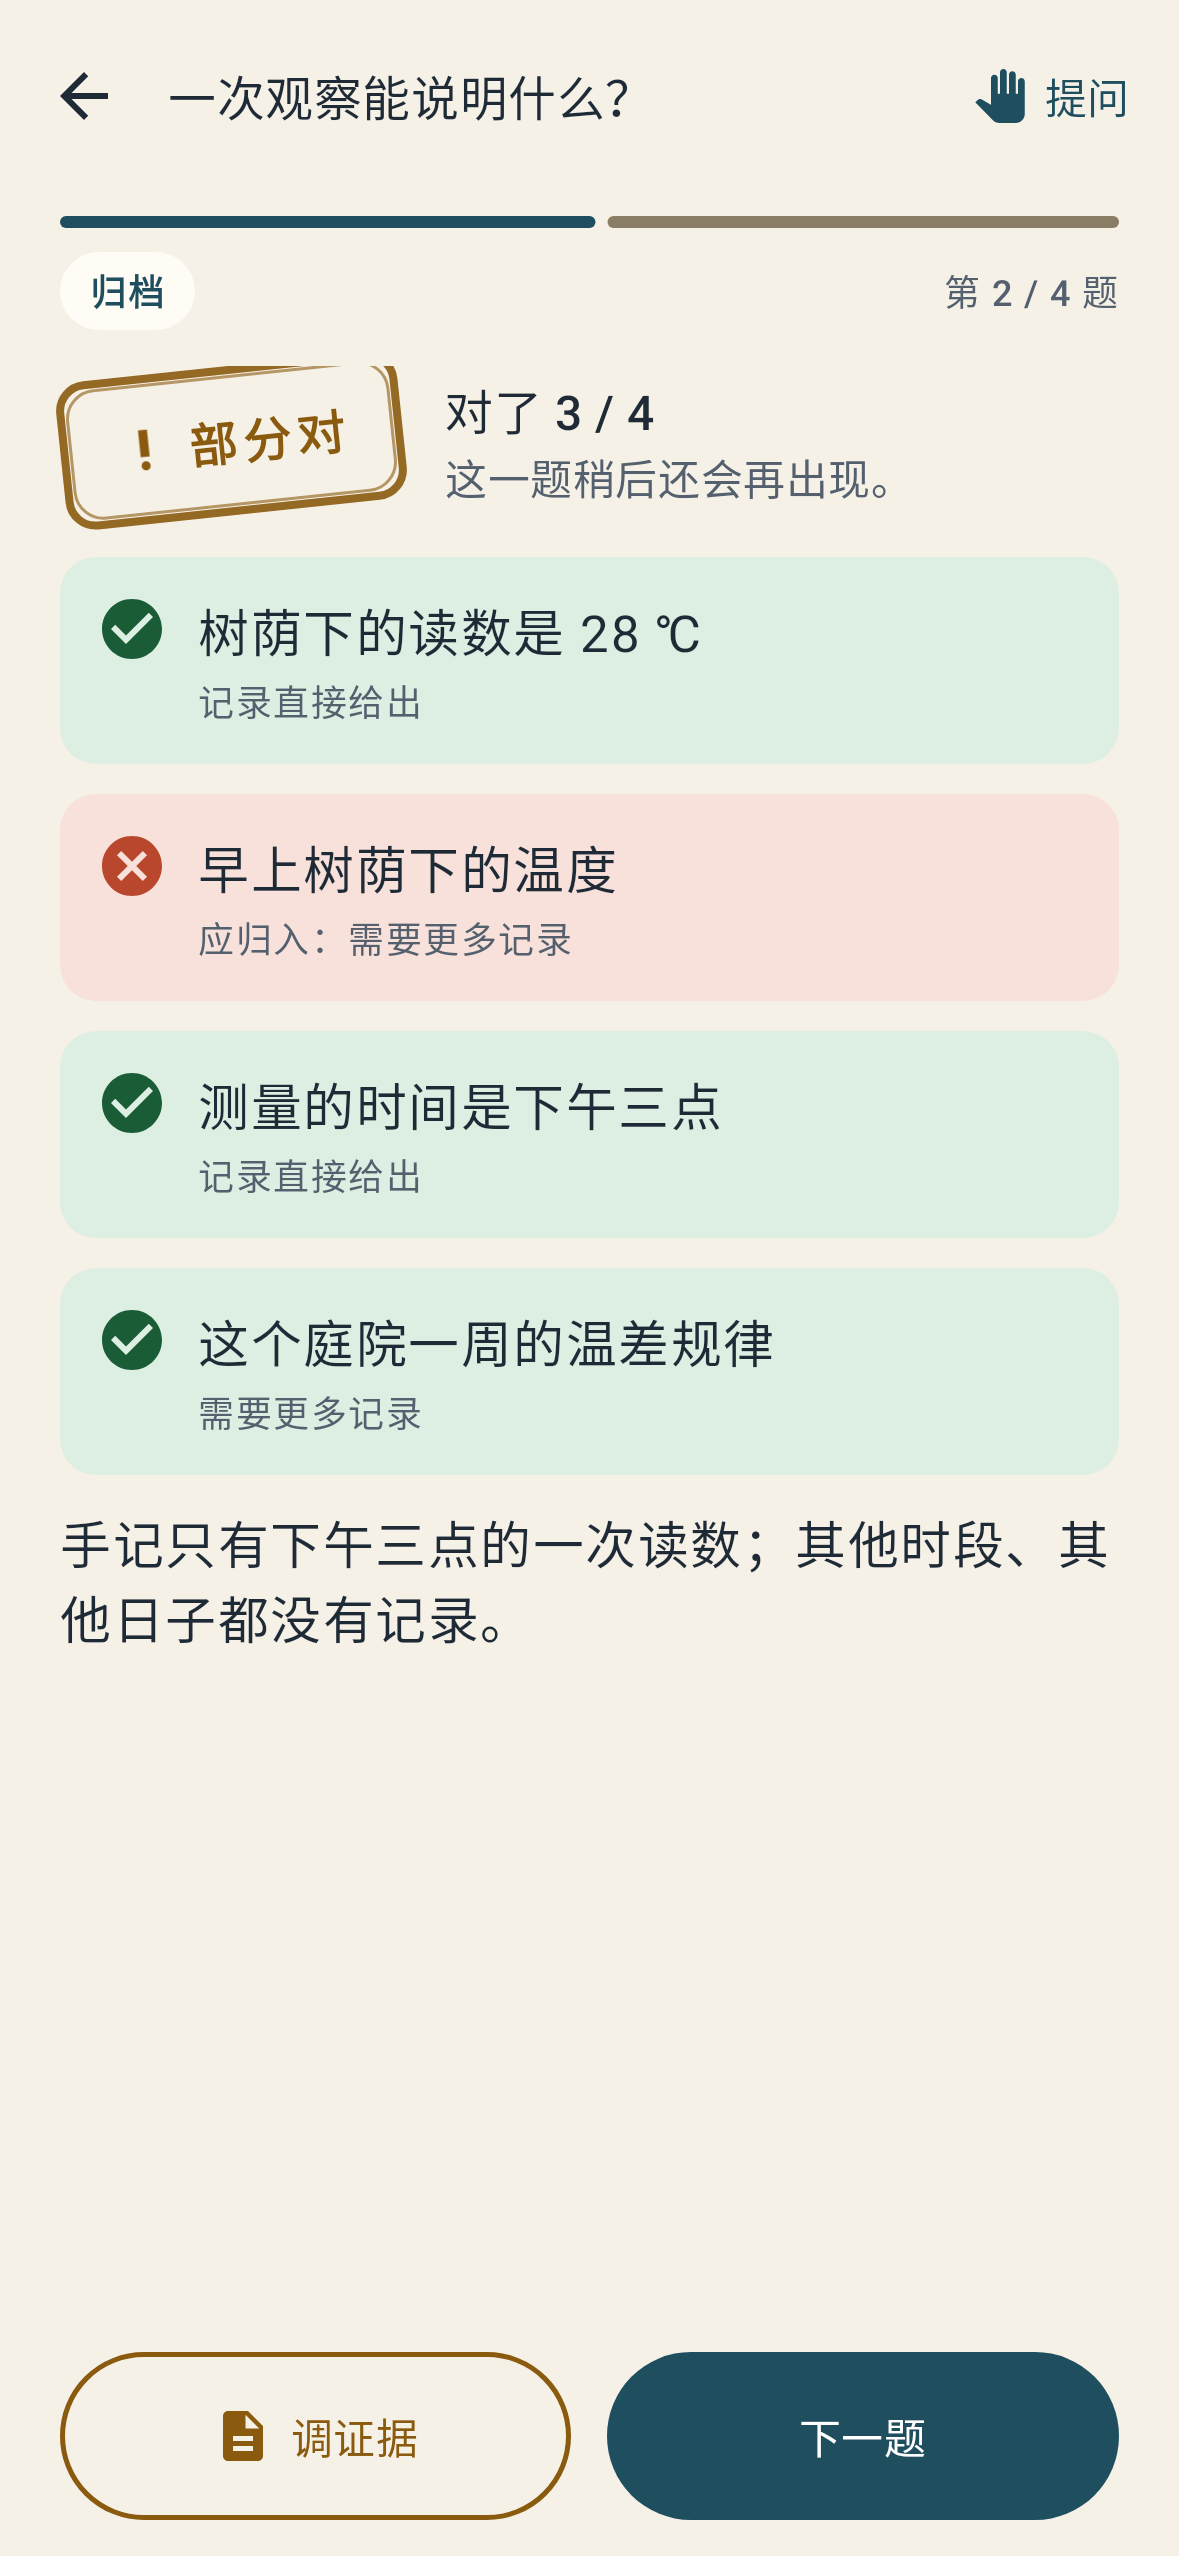 一次观察能说明什么？
提问
归档
第 2 / 4 题
! 部分对
对了 3 / 4
这一题稍后还会再出现。
树荫下的读数是 28 ℃
记录直接给出
早上树荫下的温度
应归入：需要更多记录
测量的时间是下午三点
记录直接给出
这个庭院一周的温差规律
需要更多记录
手记只有下午三点的一次读数；其他时段、其
他日子都没有记录。
调证据
下一题